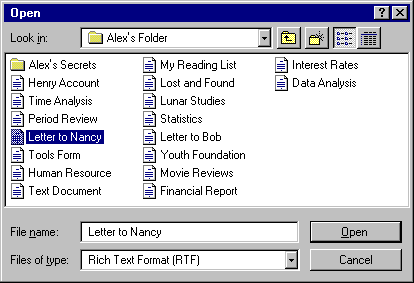 Open
Look in: Alex's Folder
Alex's Secrets
Henry Account
Time Analysis
Period Review
Letter to Nancy
Tools Form
Human Resource
Text Document
My Reading List
Lost and Found
Lunar Studies
Statistics
Letter to Bob
Youth Foundation
Movie Reviews
Financial Report
Interest Rates
Data Analysis
File name: Letter to Nancy Open
Files of type: Rich Text Format (RTF) Cancel